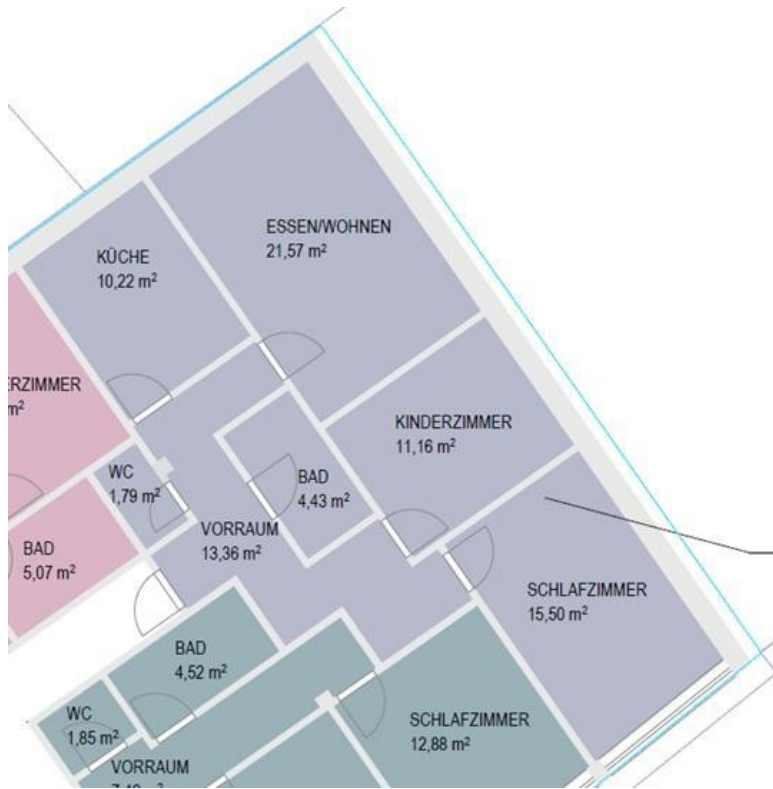 ESSEN/WOHNEN
21,57 m²
KÜCHE
10,22 m²
ERZIMMER
m²
KINDERZIMMER
11,16 m²
WC
1,79 m²
BAD
4,43 m²
VORRAUM
13,36 m²
BAD
5,07 m²
SCHLAFZIMMER
15,50 m²
BAD
4,52 m²
WC
1,85 m²
SCHLAFZIMMER
12,88 m²
VORRAUM